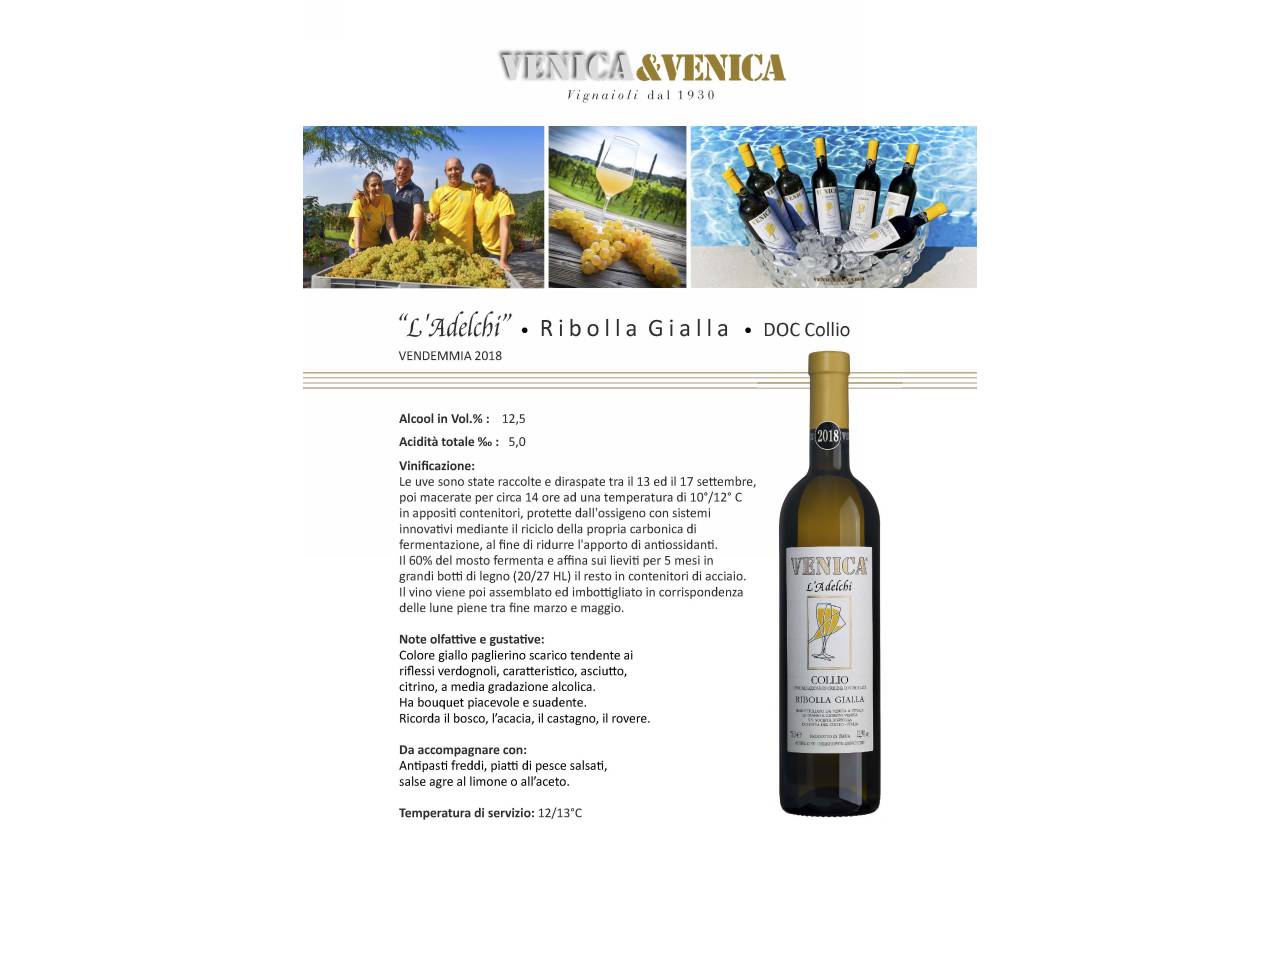 VENICA&VENICA
Vignaioli dal 1930
“L'Adelchi” • Ribolla Gialla • DOC Collio
VENDEMMIA 2018
Alcool in Vol.% : 12,5
Acidità totale ‰ : 5,0
Vinificazione:
Le uve sono state raccolte e diraspate tra il 13 ed il 17 settembre,
poi macerate per circa 14 ore ad una temperatura di 10°/12° C
in appositi contenitori, protette dall'ossigeno con sistemi
innovativi mediante il riciclo della propria carbonica di
fermentazione, al fine di ridurre l'apporto di antiossidanti.
Il 60% del mosto fermenta e affina sui lieviti per 5 mesi in
grandi botti di legno (20/27 HL) il resto in contenitori di acciaio.
Il vino viene poi assemblato ed imbottigliato in corrispondenza
delle lune piene tra fine marzo e maggio.
Note olfattive e gustative:
Colore giallo paglierino scarico tendente ai
riflessi verdognoli, caratteristico, asciutto,
citrino, a media gradazione alcolica.
Ha bouquet piacevole e suadente.
Ricorda il bosco, l’acacia, il castagno, il rovere.
Da accompagnare con:
Antipasti freddi, piatti di pesce salsati,
salse agre al limone o all’aceto.
Temperatura di servizio: 12/13°C
2018
VENICA
L'Adelchi
COLLIO
RIBOLLA GIALLA